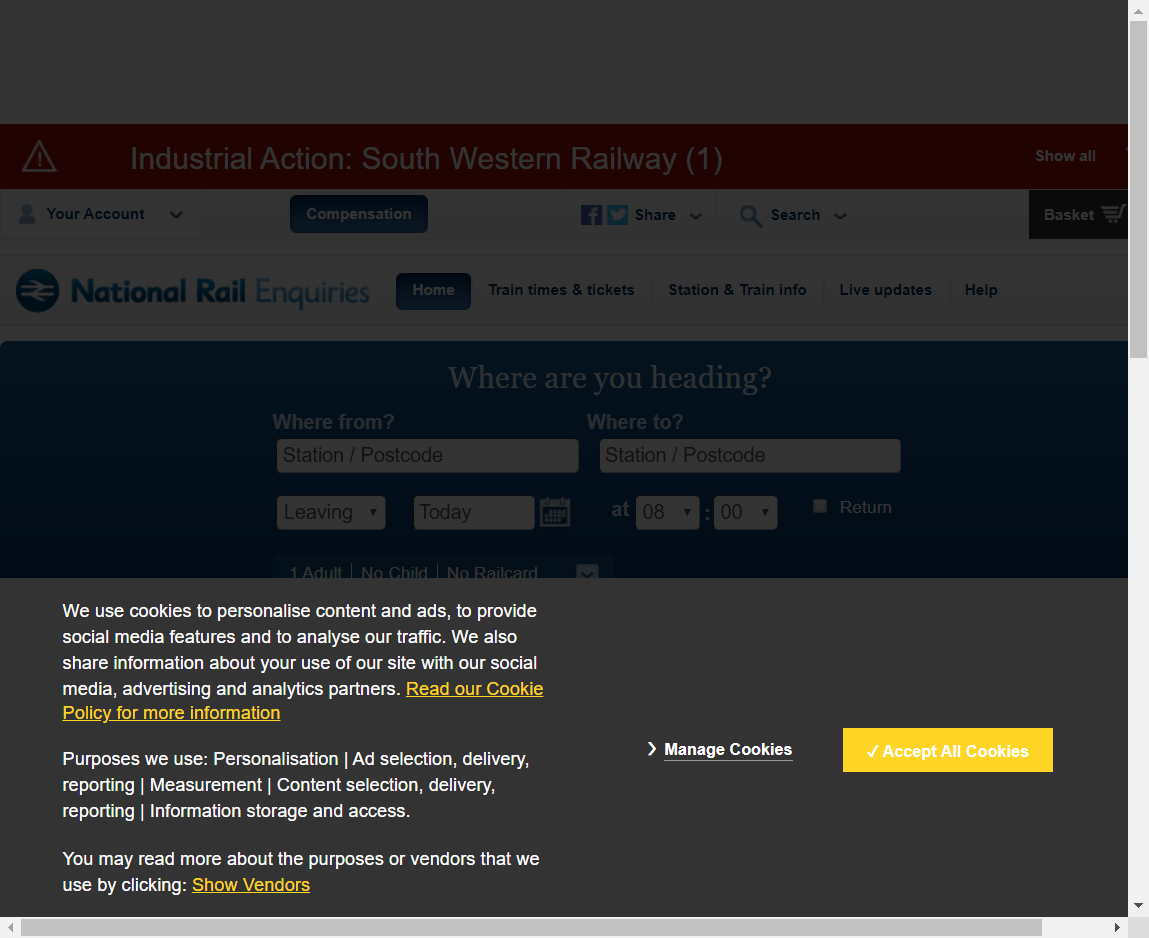 Industrial Action: South Western Railway (1)
Show all
Your Account
Compensation
Share
Search
Basket
National Rail Enquiries
Home
Train times & tickets
Station & Train info
Live updates
Help
Where are you heading?
Where from?
Where to?
Station / Postcode
Station / Postcode
Leaving
Today
at
08
:
00
Return
1 Adult
No Child
No Railcard
We use cookies to personalise content and ads, to provide
social media features and to analyse our traffic. We also
share information about your use of our site with our social
media, advertising and analytics partners. Read our Cookie
Policy for more information
Purposes we use: Personalisation | Ad selection, delivery,
reporting | Measurement | Content selection, delivery,
reporting | Information storage and access.
You may read more about the purposes or vendors that we
use by clicking: Show Vendors
❯ Manage Cookies
✓ Accept All Cookies